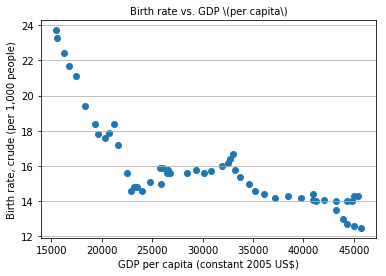 Birth rate vs. GDP \(per capita\)
Birth rate, crude (per 1,000 people)
24
22
20
18
16
14
12
15000 20000 25000 30000 35000 40000 45000
GDP per capita (constant 2005 US$)